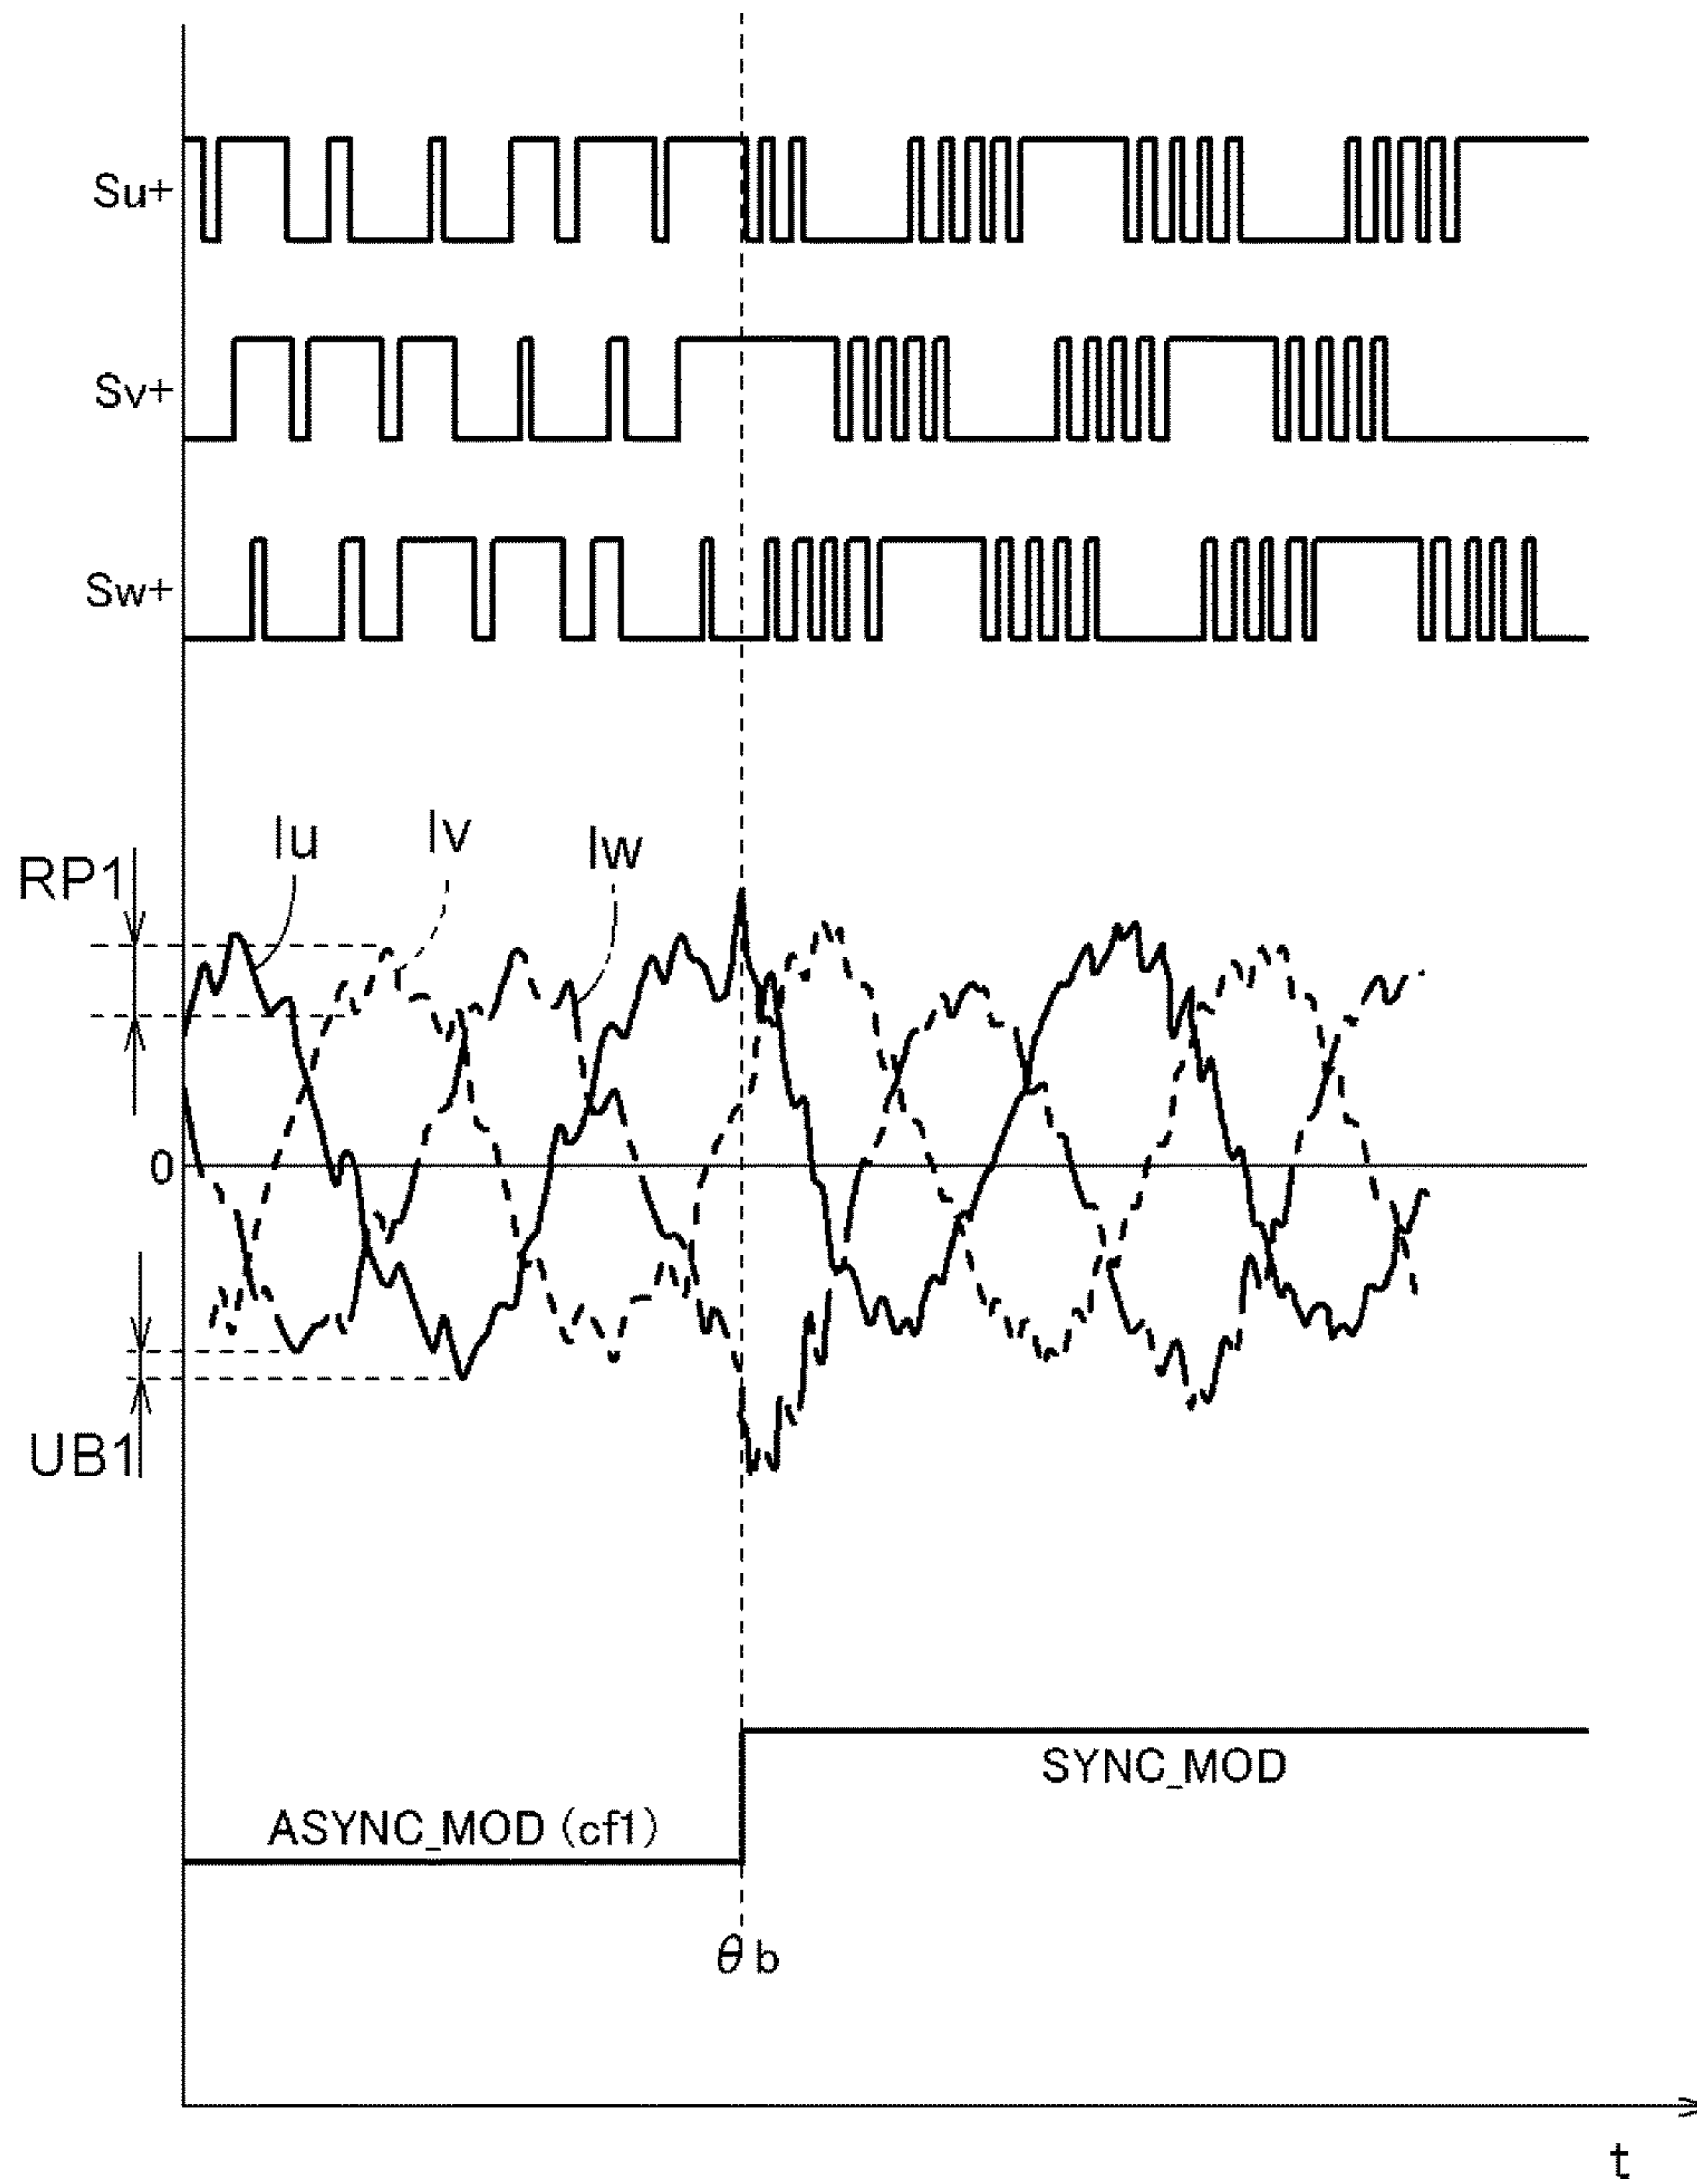 Su+
Sv+
Sw+
Iu
Iv
Iw
RP1
0
UB1
SYNC_MOD
ASYNC_MOD (cf1)
θb
t